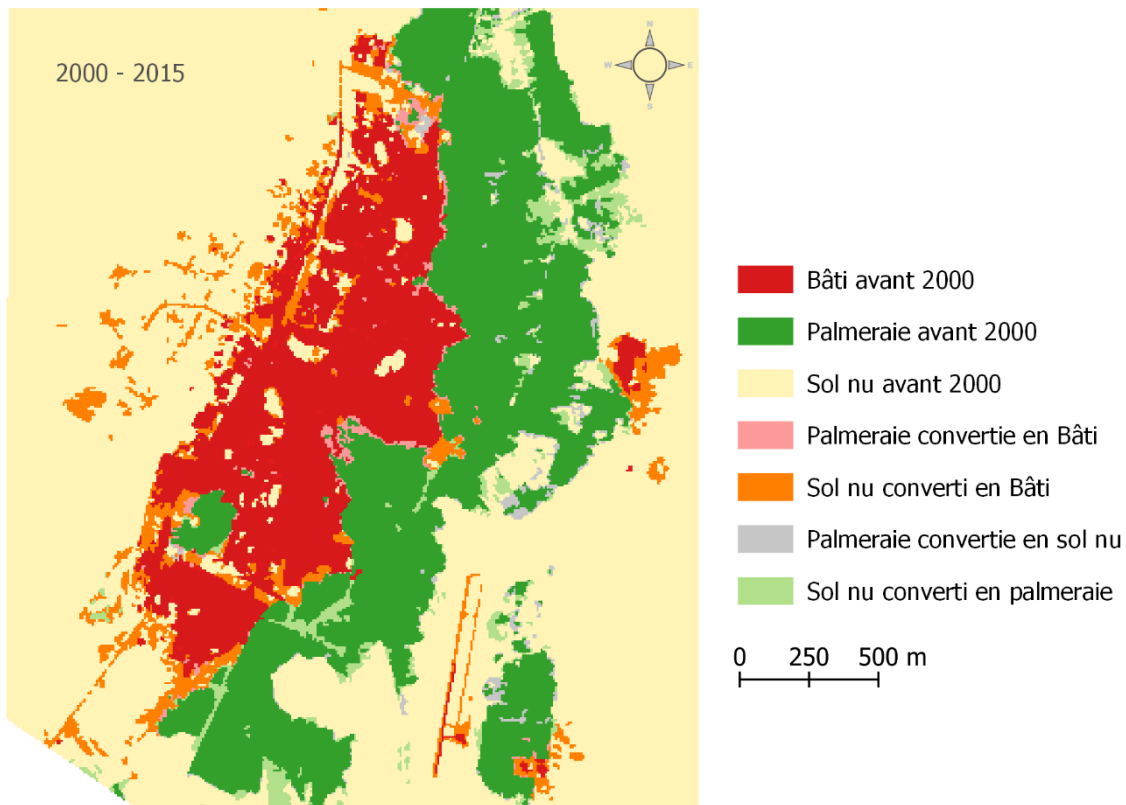 2000 - 2015
N
W E
S
Bâti avant 2000
Palmeraie avant 2000
Sol nu avant 2000
Palmeraie convertie en Bâti
Sol nu converti en Bâti
Palmeraie convertie en sol nu
Sol nu converti en palmeraie
0 250 500 m